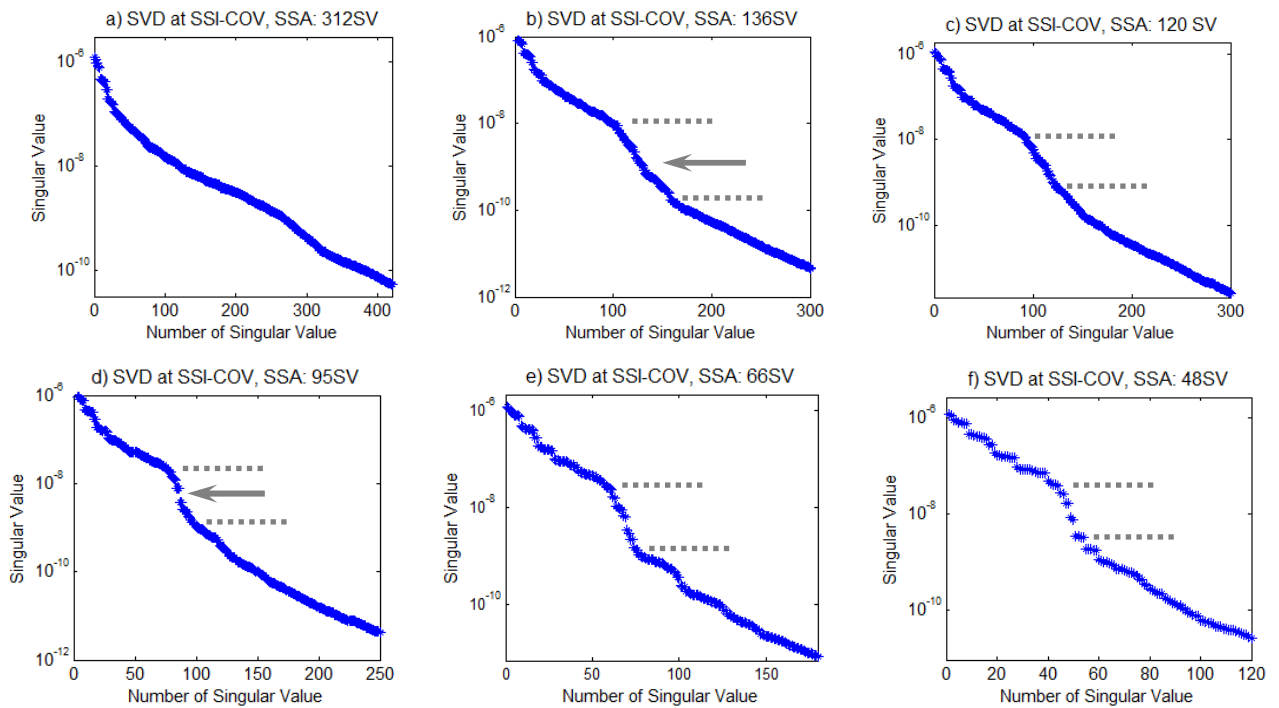 a) SVD at SSI-COV, SSA: 312SV
10^-6
10^-8
10^-10
Singular Value
0 100 200 300 400
Number of Singular Value
b) SVD at SSI-COV, SSA: 136SV
10^-6
10^-8
10^-10
10^-12
Singular Value
0 100 200 300
Number of Singular Value
c) SVD at SSI-COV, SSA: 120 SV
10^-6
10^-8
10^-10
Singular Value
0 100 200 300
Number of Singular Value
d) SVD at SSI-COV, SSA: 95SV
10^-6
10^-8
10^-10
10^-12
Singular Value
0 50 100 150 200 250
Number of Singular Value
e) SVD at SSI-COV, SSA: 66SV
10^-6
10^-8
10^-10
Singular Value
0 50 100 150
Number of Singular Value
f) SVD at SSI-COV, SSA: 48SV
10^-6
10^-8
10^-10
Singular Value
0 20 40 60 80 100 120
Number of Singular Value